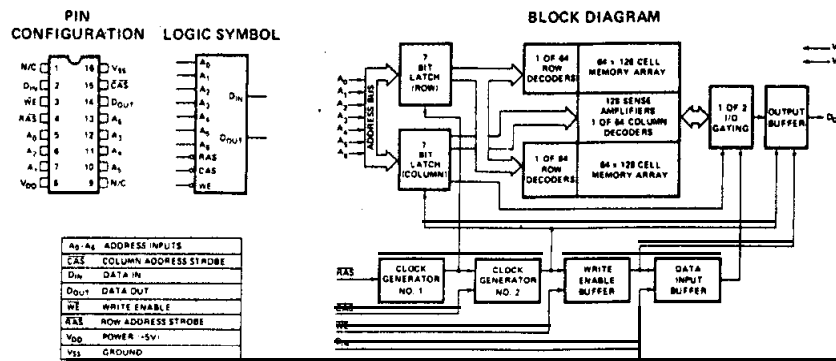 PIN
CONFIGURATION
LOGIC SYMBOL
BLOCK DIAGRAM
N/C 1 16 VSS
DIN 2 15 CAS
WE 3 14 DOUT
RAS 4 13 A6
5 12 A3
A2 6 11 A4
A1 7 10 A5
VDD 8 9 N/C
A0
A1
A2
A3
A4
A5
A6
RAS
CAS
WE
DIN
DOUT
A0
A1
A2
A3
A4
A5
A6
ADDRESS BUS
7
BIT
LATCH
(ROW)
7
BIT
LATCH
(COLUMN)
1 OF 64
ROW
DECODERS
64 x 128 CELL
MEMORY ARRAY
128 SENSE
AMPLIFIERS
1 OF 64 COLUMN
DECODERS
1 OF 64
ROW
DECODERS
64 x 128 CELL
MEMORY ARRAY
1 OF 2
I/O
GATING
OUTPUT
BUFFER
RAS
CLOCK
GENERATOR
NO. 1
CLOCK
GENERATOR
NO. 2
WRITE
ENABLE
BUFFER
DATA
INPUT
BUFFER
WE
A0-A6 ADDRESS INPUTS
CAS COLUMN ADDRESS STROBE
DIN DATA IN
DOUT DATA OUT
WE WRITE ENABLE
RAS ROW ADDRESS STROBE
VDD POWER
VSS GROUND